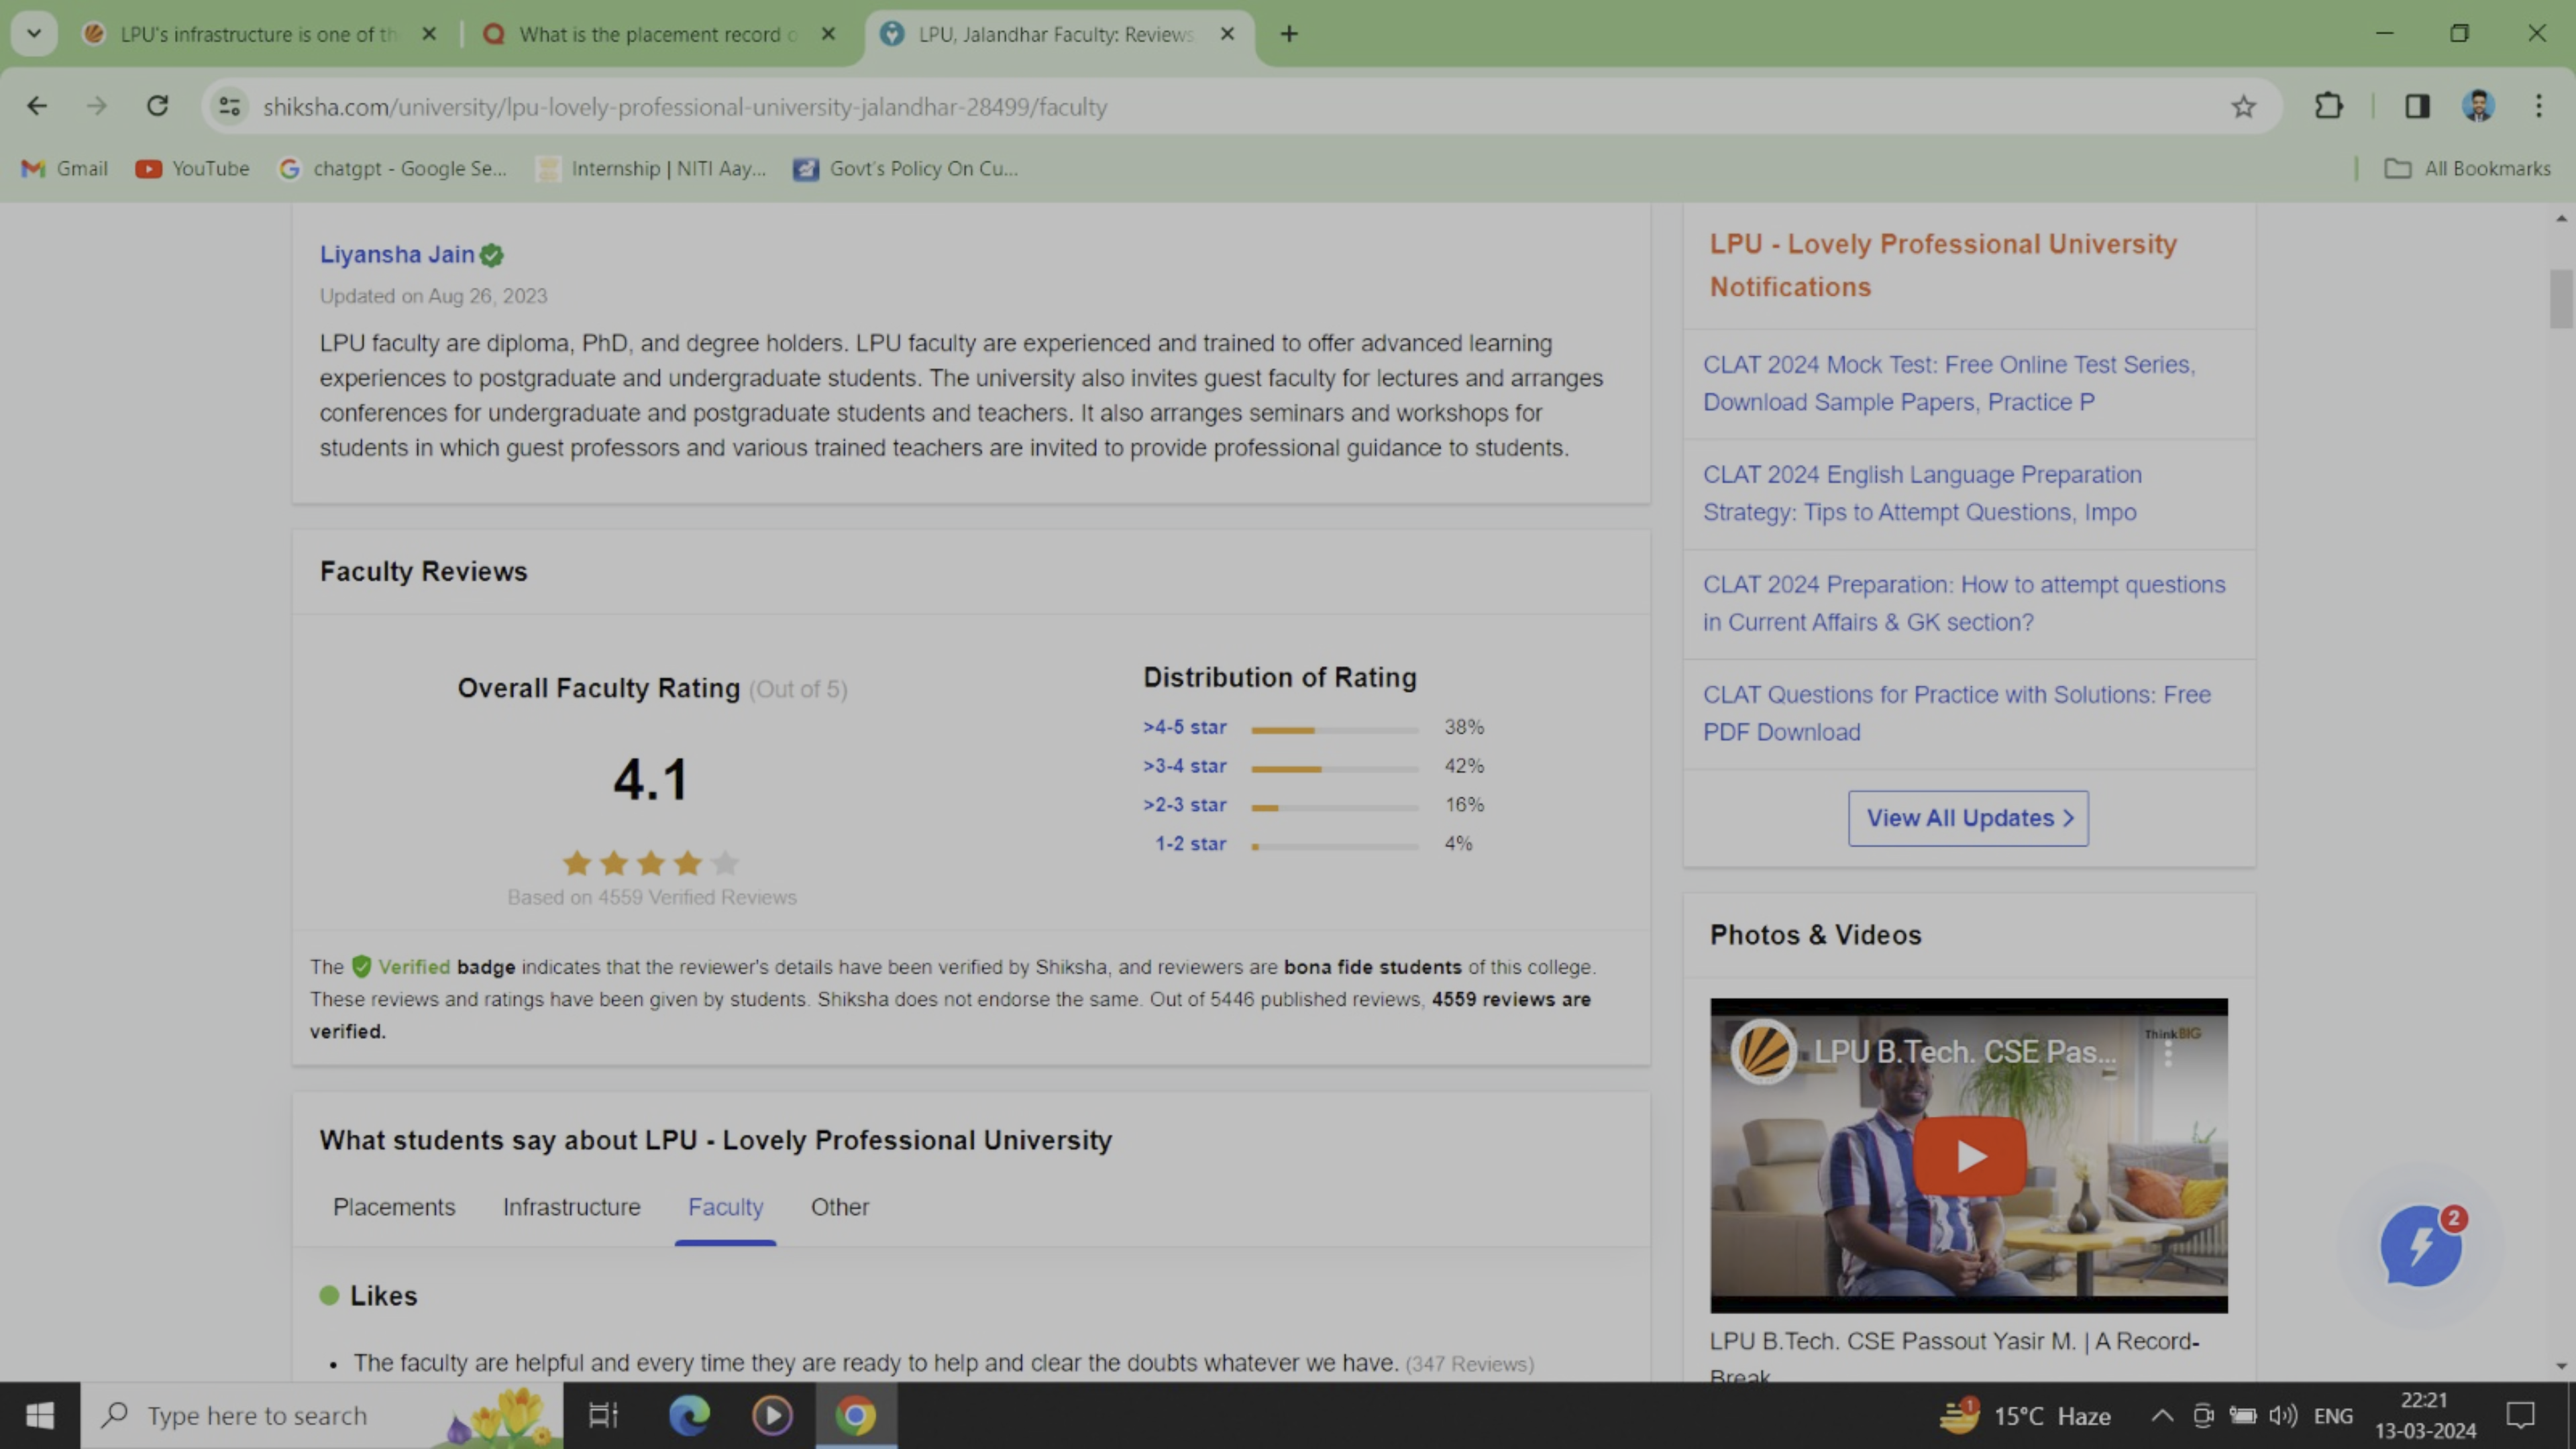 LPU's infrastructure is one of th
What is the placement record o
LPU, Jalandhar Faculty: Reviews,
shiksha.com/university/lpu-lovely-professional-university-jalandhar-28499/faculty
Gmail
YouTube
chatgpt - Google Se...
Internship | NITI Aay...
Govt's Policy On Cu...
All Bookmarks
Liyansha Jain
Updated on Aug 26, 2023
LPU faculty are diploma, PhD, and degree holders. LPU faculty are experienced and trained to offer advanced learning
experiences to postgraduate and undergraduate students. The university also invites guest faculty for lectures and arranges
conferences for undergraduate and postgraduate students and teachers. It also arranges seminars and workshops for
students in which guest professors and various trained teachers are invited to provide professional guidance to students.
Faculty Reviews
Overall Faculty Rating (Out of 5)
4.1
Based on 4559 Verified Reviews
Distribution of Rating
>4-5 star 38%
>3-4 star 42%
>2-3 star 16%
1-2 star 4%
The Verified badge indicates that the reviewer's details have been verified by Shiksha, and reviewers are bona fide students of this college.
These reviews and ratings have been given by students. Shiksha does not endorse the same. Out of 5446 published reviews, 4559 reviews are
verified.
What students say about LPU - Lovely Professional University
Placements
Infrastructure
Faculty
Other
Likes
• The faculty are helpful and every time they are ready to help and clear the doubts whatever we have. (347 Reviews)
LPU - Lovely Professional University
Notifications
CLAT 2024 Mock Test: Free Online Test Series,
Download Sample Papers, Practice P
CLAT 2024 English Language Preparation
Strategy: Tips to Attempt Questions, Impo
CLAT 2024 Preparation: How to attempt questions
in Current Affairs & GK section?
CLAT Questions for Practice with Solutions: Free
PDF Download
View All Updates >
Photos & Videos
LPU B.Tech. CSE Pas...
ThinkBIG
LPU B.Tech. CSE Passout Yasir M. | A Record-
Break
2
Type here to search
1
15°C Haze
ENG
22:21
13-03-2024